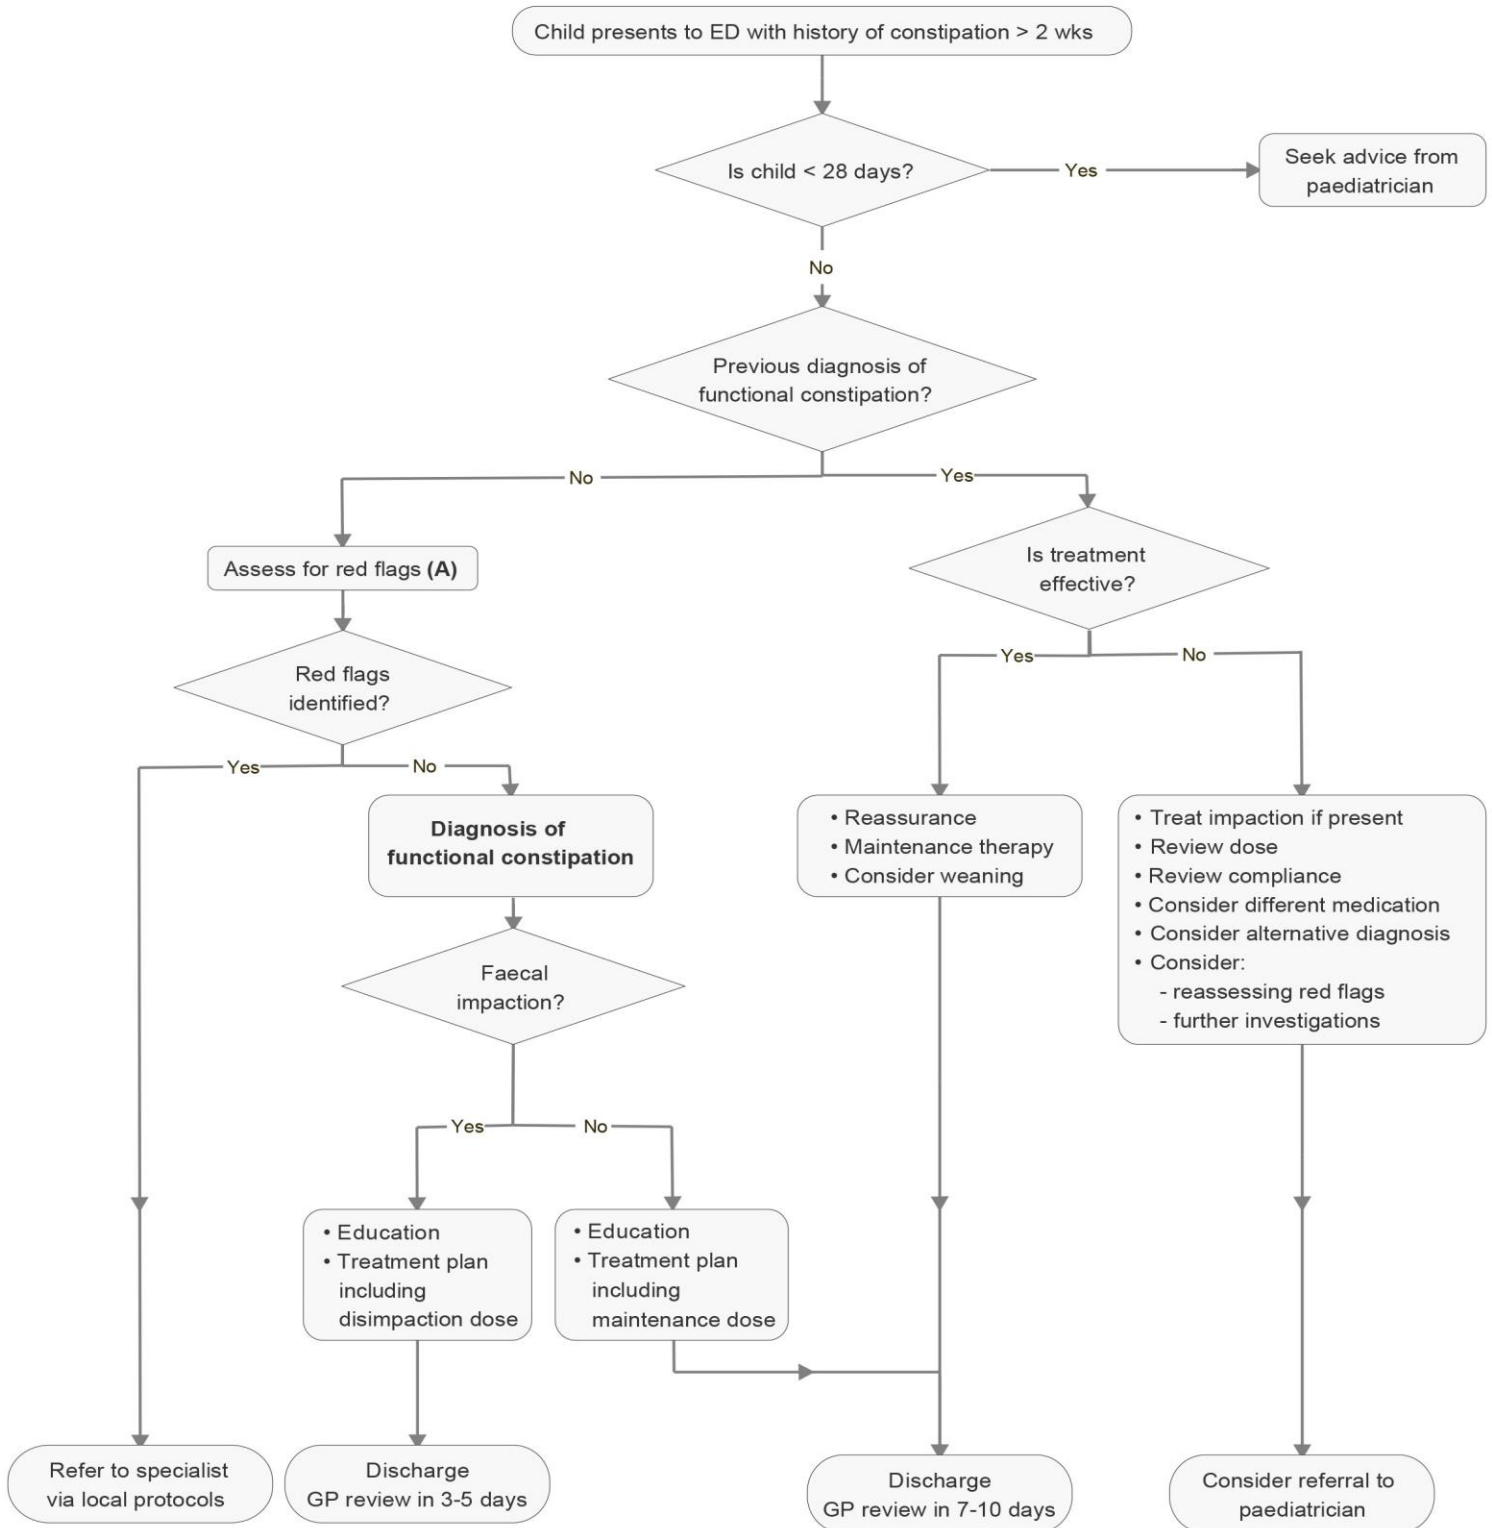 Child presents to ED with history of constipation > 2 wks
Is child < 28 days?
Yes
Seek advice from
paediatrician
No
Previous diagnosis of
functional constipation?
No
Yes
Assess for red flags (A)
Is treatment
effective?
Red flags
identified?
Yes
No
Yes
No
Diagnosis of
functional constipation
• Reassurance
• Maintenance therapy
• Consider weaning
• Treat impaction if present
• Review dose
• Review compliance
• Consider different medication
• Consider alternative diagnosis
• Consider:
- reassessing red flags
- further investigations
Faecal
impaction?
Yes
No
• Education
• Treatment plan
including
disimpaction dose
• Education
• Treatment plan
including
maintenance dose
Refer to specialist
via local protocols
Discharge
GP review in 3-5 days
Discharge
GP review in 7-10 days
Consider referral to
paediatrician